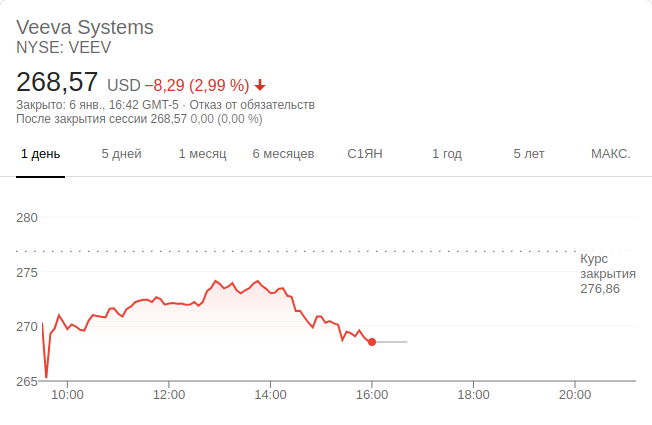 Veeva Systems
NYSE: VEEV
268,57 USD −8,29 (2,99 %)
Закрыто: 6 янв., 16:42 GMT-5 · Отказ от обязательств
После закрытия сессии 268,57 0,00 (0,00 %)
1 день 5 дней 1 месяц 6 месяцев С1ЯН 1 год 5 лет МАКС.
280
Курс
закрытия
276,86
275
270
265
10:00 12:00 14:00 16:00 18:00 20:00